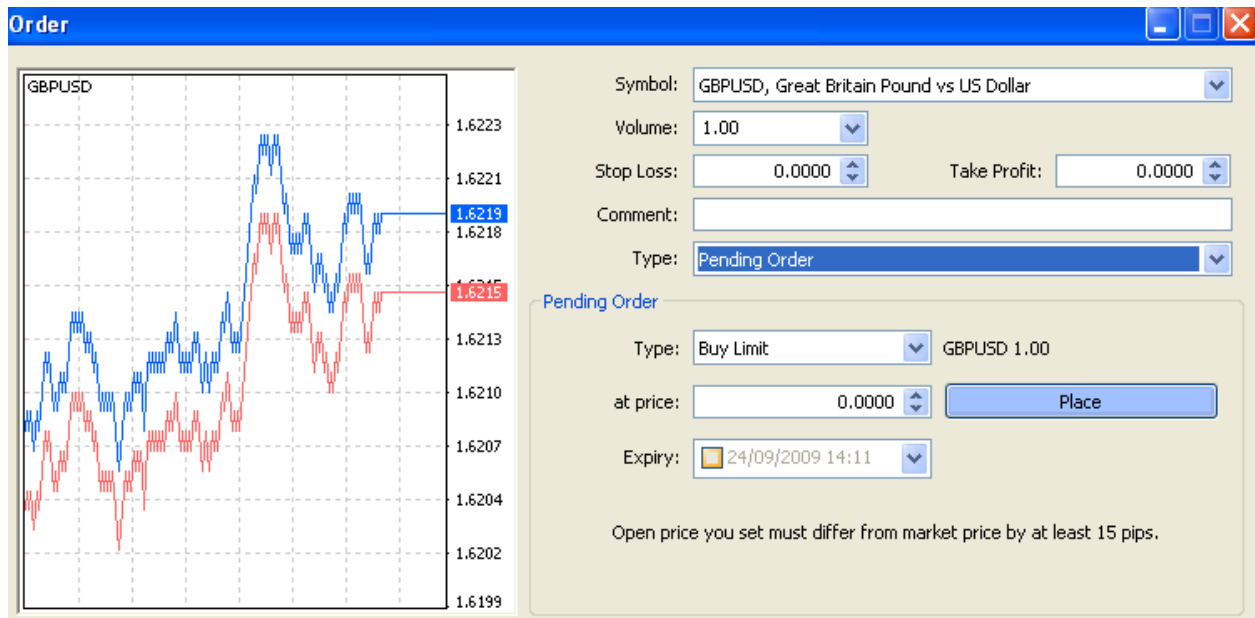 Order
GBPUSD
1.6223
1.6221
1.6219
1.6218
1.6215
1.6213
1.6210
1.6207
1.6204
1.6202
1.6199
Symbol: GBPUSD, Great Britain Pound vs US Dollar
Volume: 1.00
Stop Loss: 0.0000 Take Profit: 0.0000
Comment:
Type: Pending Order
Pending Order
Type: Buy Limit GBPUSD 1.00
at price: 0.0000 Place
Expiry: 24/09/2009 14:11
Open price you set must differ from market price by at least 15 pips.